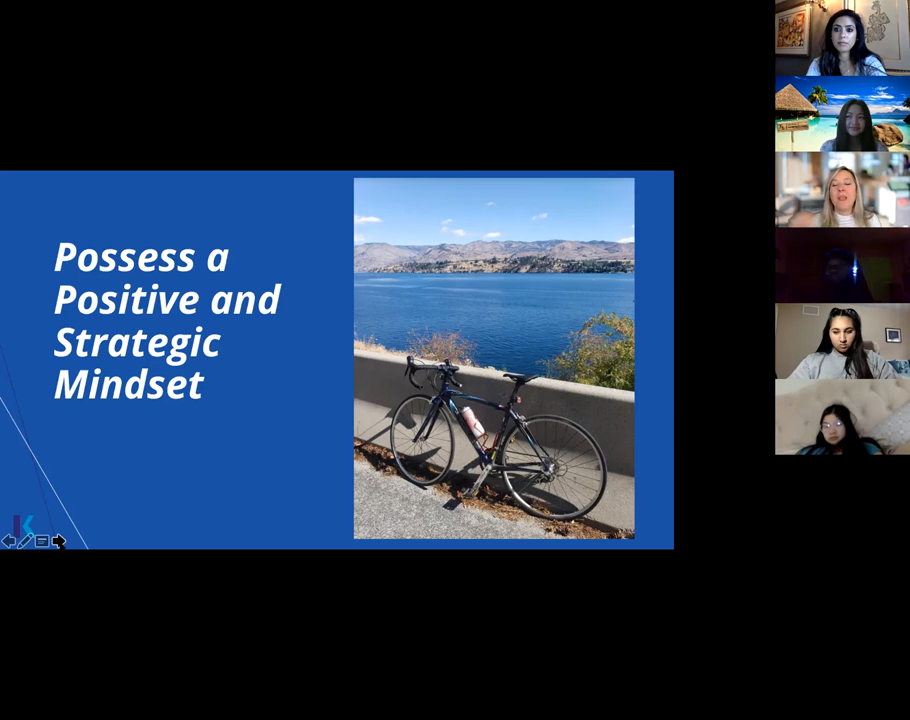 Possess a
Positive and
Strategic
Mindset